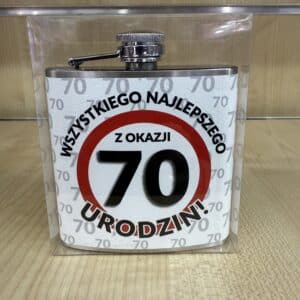 WSZYSTKIEGO NAJLEPSZEGO
Z OKAZJI
70
URODZIN!